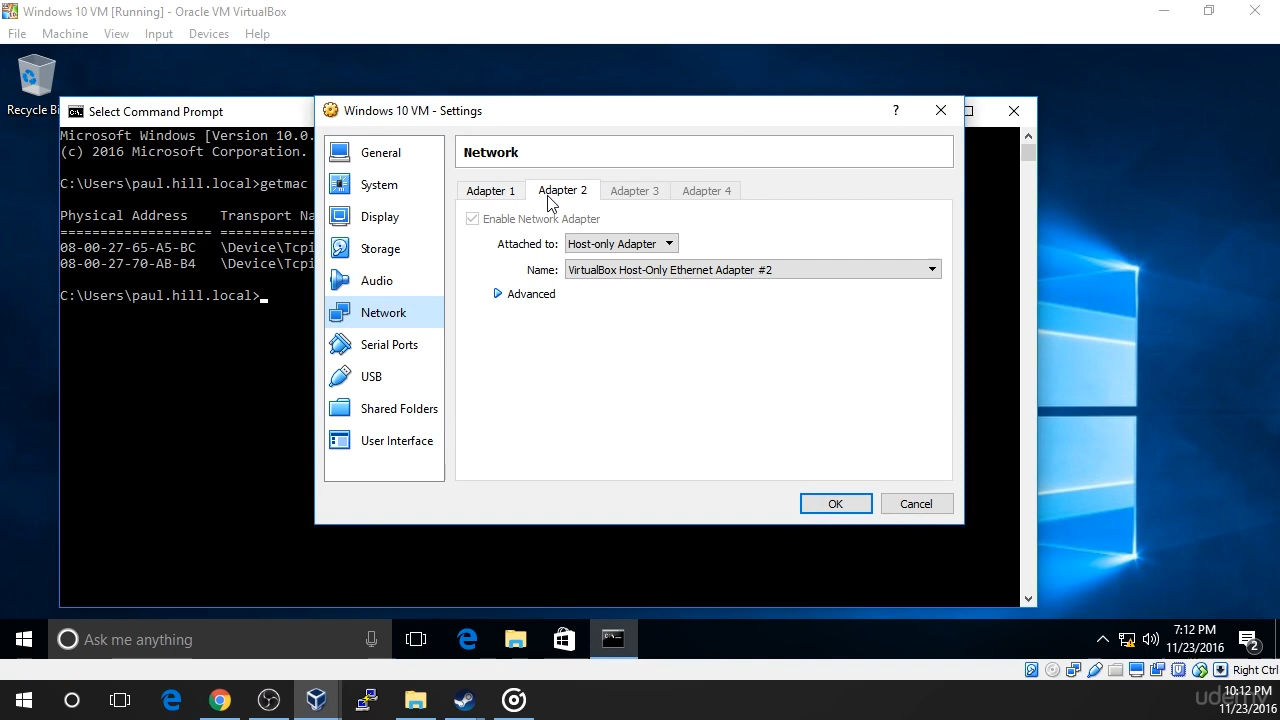 Windows 10 VM [Running] - Oracle VM VirtualBox
File Machine View Input Devices Help
Recycle Bi
Select Command Prompt
Microsoft Windows [Version 10.0.
(c) 2016 Microsoft Corporation.
C:\Users\paul.hill.local>getmac
Physical Address Transport Na
=================== =============
08-00-27-65-A5-BC \Device\Tcpi
08-00-27-70-AB-B4 \Device\Tcpi
C:\Users\paul.hill.local>
Windows 10 VM - Settings
?
General
System
Display
Storage
Audio
Network
Serial Ports
USB
Shared Folders
User Interface
Network
Adapter 1 Adapter 2 Adapter 3 Adapter 4
Enable Network Adapter
Attached to: Host-only Adapter
Name: VirtualBox Host-Only Ethernet Adapter #2
Advanced
OK Cancel
Ask me anything
7:12 PM
11/23/2016
2
Right Ctrl
udemy
10:12 PM
11/23/2016